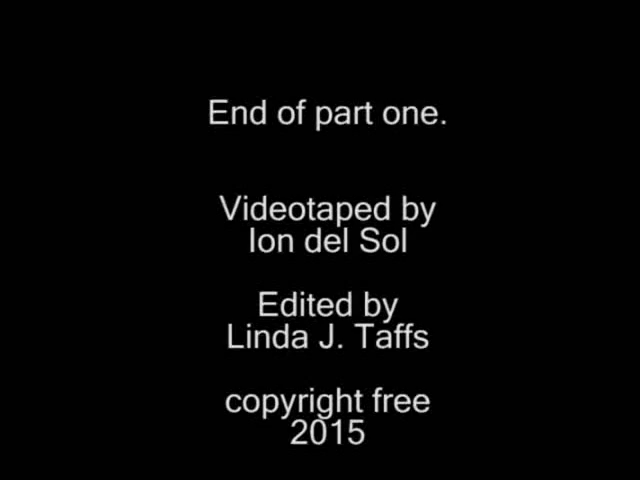 End of part one.
Videotaped by
Ion del Sol
Edited by
Linda J. Taffs
copyright free
2015